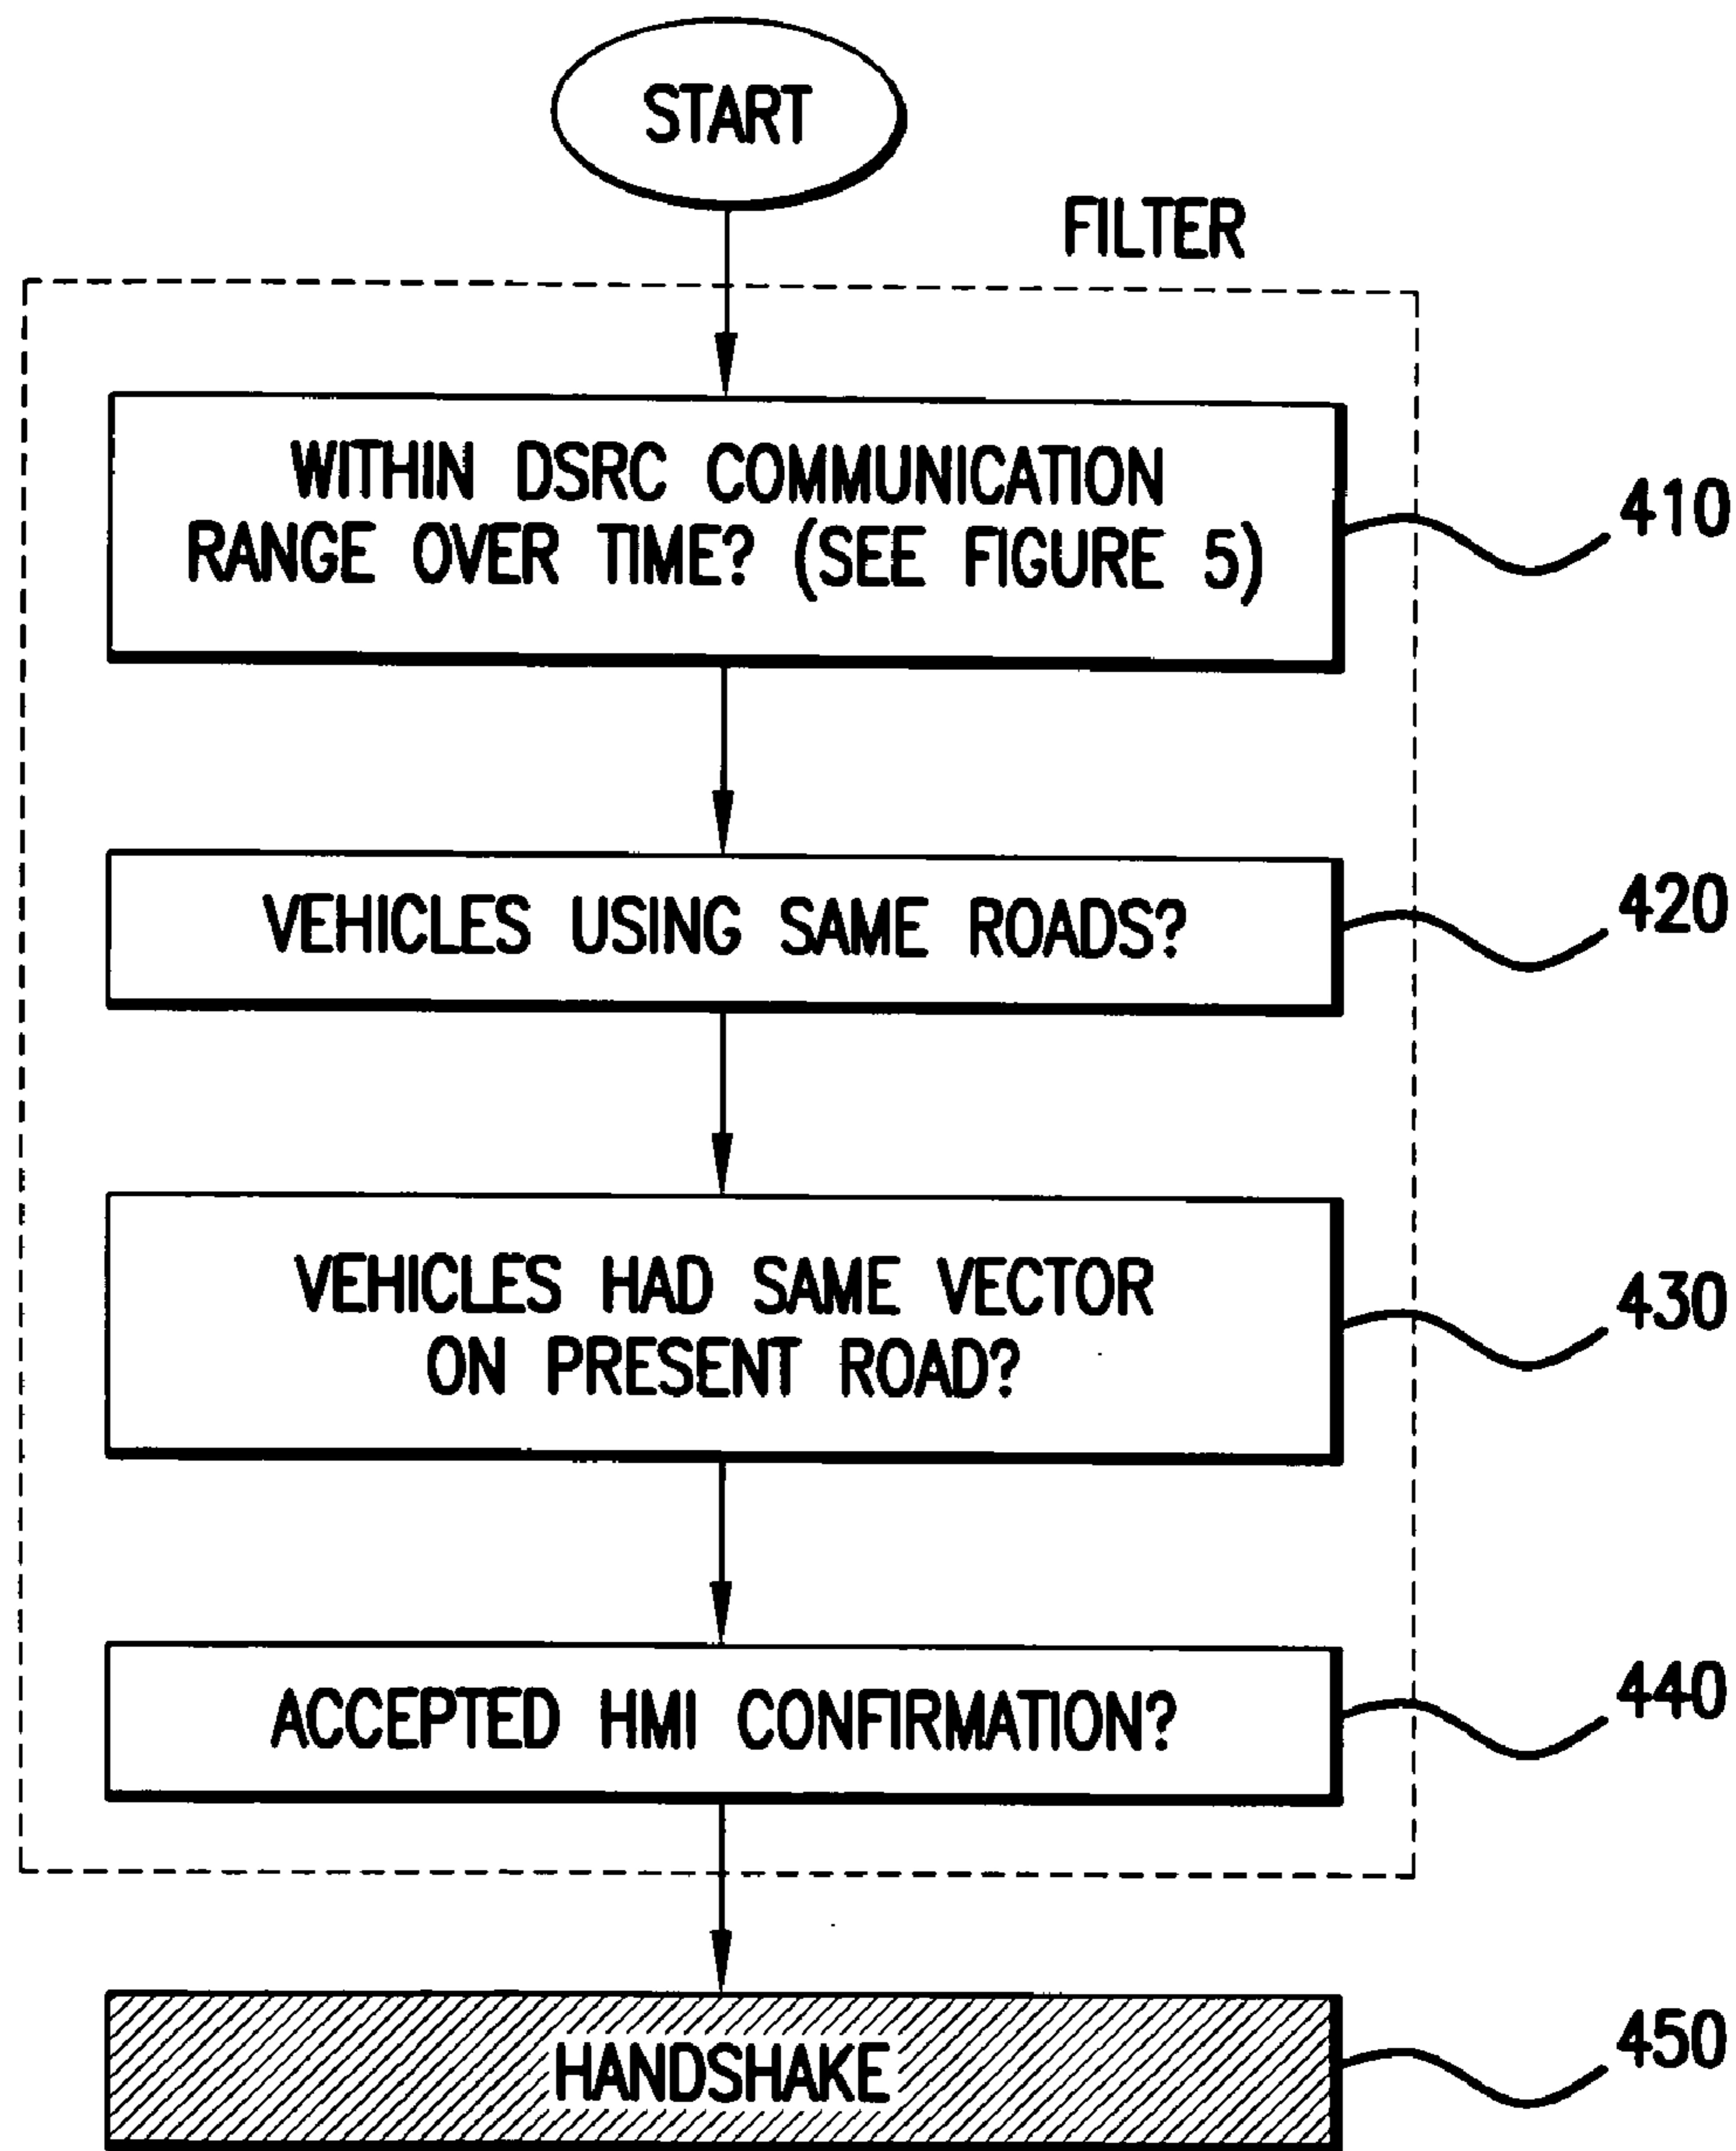 START
FILTER
WITHIN DSRC COMMUNICATION
RANGE OVER TIME? (SEE FIGURE 5)
410
VEHICLES USING SAME ROADS?
420
VEHICLES HAD SAME VECTOR
ON PRESENT ROAD?
430
ACCEPTED HMI CONFIRMATION?
440
HANDSHAKE
450